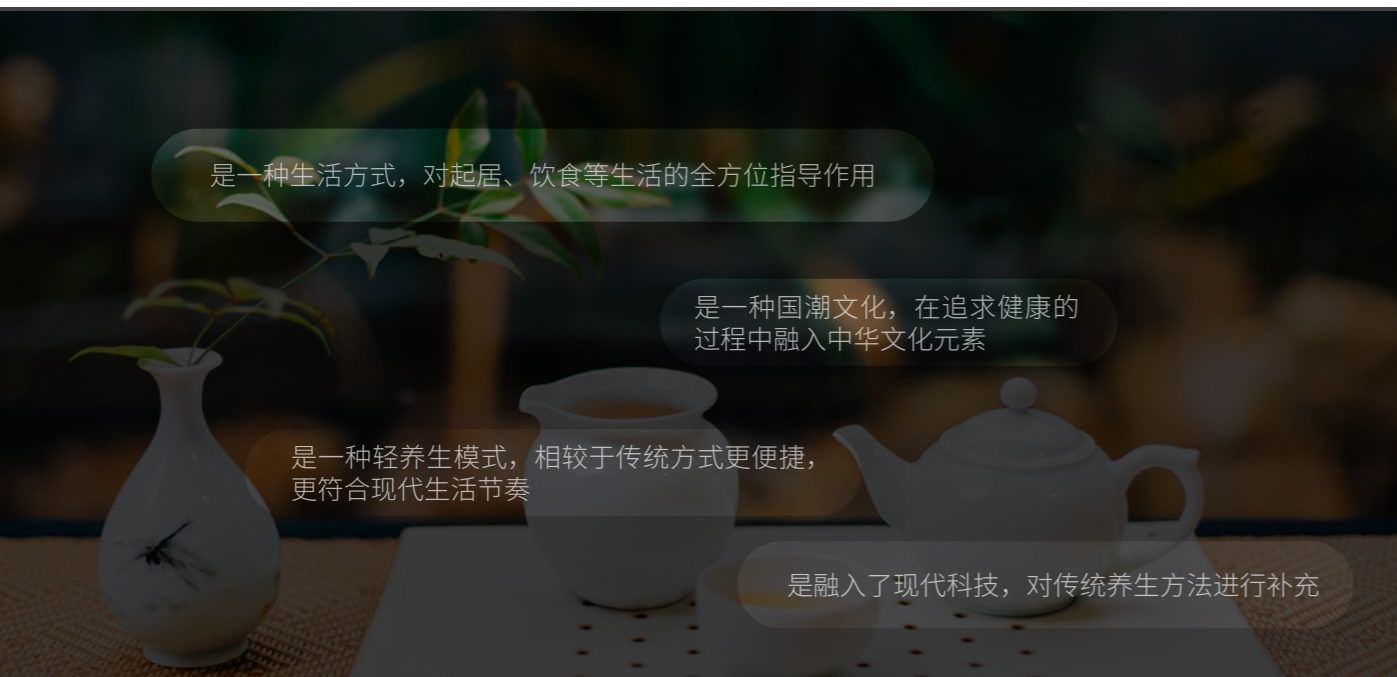 是一种生活方式，对起居、饮食等生活的全方位指导作用
是一种国潮文化，在追求健康的
过程中融入中华文化元素
是一种轻养生模式，相较于传统方式更便捷，
更符合现代生活节奏
是融入了现代科技，对传统养生方法进行补充